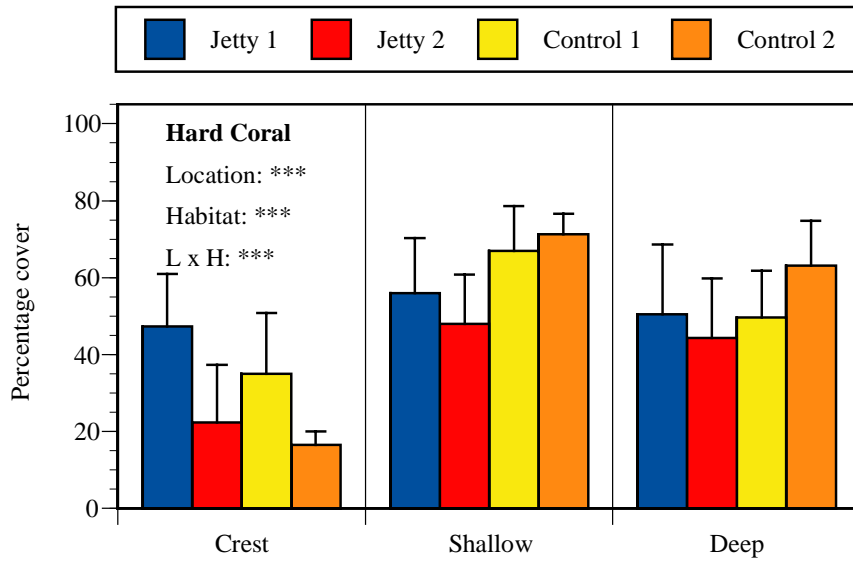 Jetty 1 Jetty 2 Control 1 Control 2
Hard Coral
Location: ***
Habitat: ***
L x H: ***
Percentage cover
100
80
60
40
20
0
Crest Shallow Deep